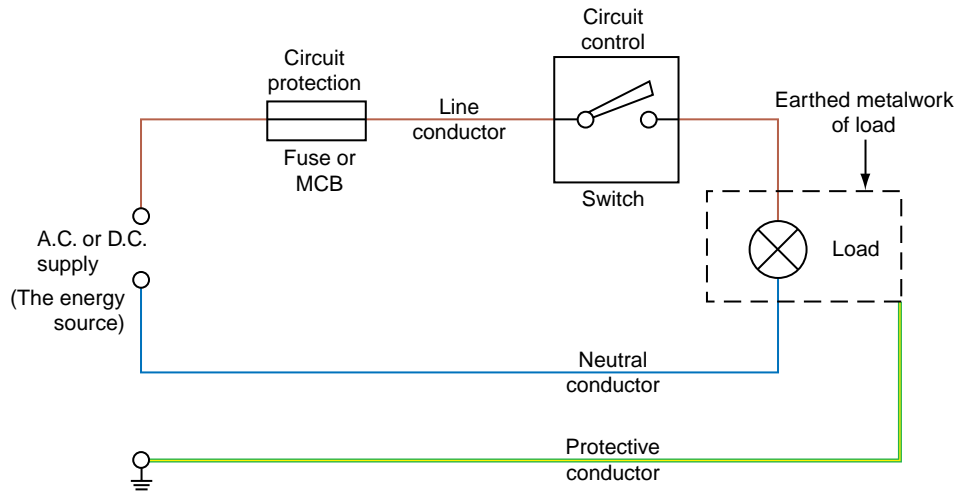 Circuit
control
Circuit
protection
Line
conductor
Earthed metalwork
of load
Fuse or
MCB
Switch
A.C. or D.C.
supply
(The energy
source)
Load
Neutral
conductor
Protective
conductor